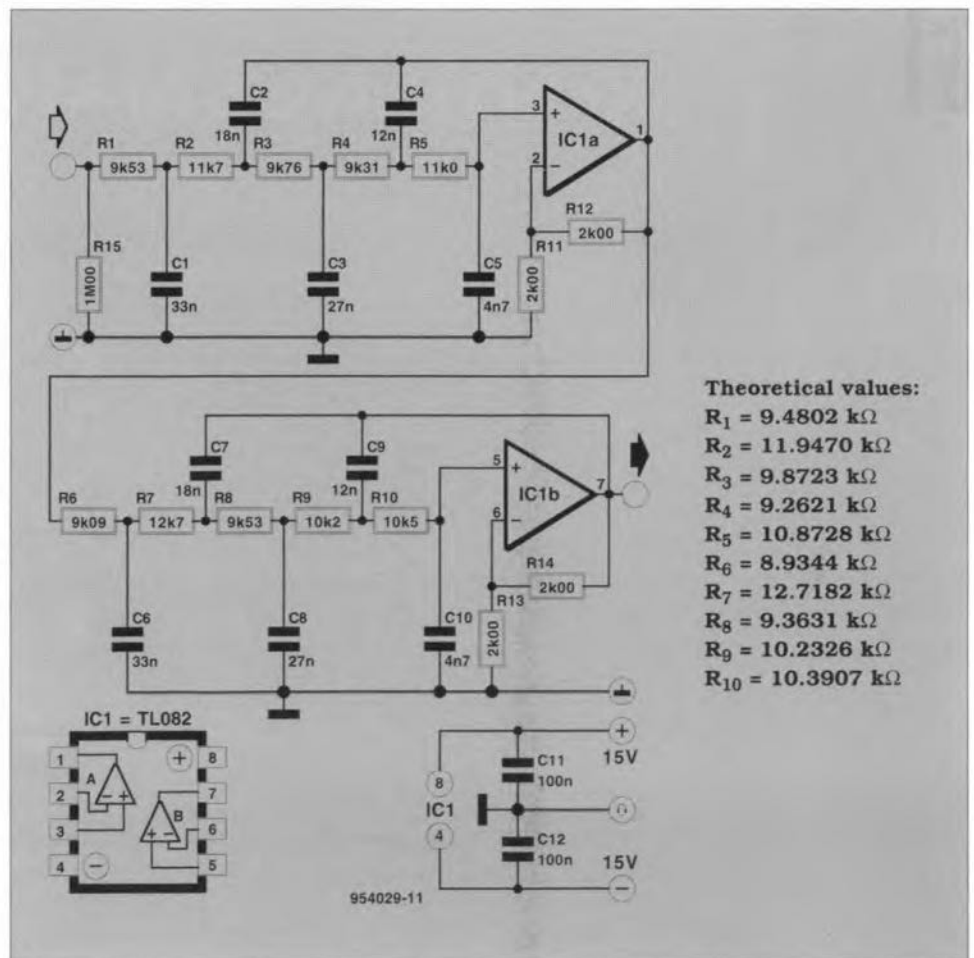 C2
18n
C4
12n
R1
9k53
R2
11k7
R3
9k76
R4
9k31
R5
11k0
3
+
2
−
IC1a
1
R12
2k00
R11
2k00
R15
1M00
C1
33n
C3
27n
C5
4n7
C7
18n
C9
12n
R6
9k09
R7
12k7
R8
9k53
R9
10k2
R10
10k5
5
+
6
−
IC1b
7
R14
2k00
R13
2k00
C6
33n
C8
27n
C10
4n7
Theoretical values:
R1 = 9.4802 kΩ
R2 = 11.9470 kΩ
R3 = 9.8723 kΩ
R4 = 9.2621 kΩ
R5 = 10.8728 kΩ
R6 = 8.9344 kΩ
R7 = 12.7182 kΩ
R8 = 9.3631 kΩ
R9 = 10.2326 kΩ
R10 = 10.3907 kΩ
IC1 = TL082
1
2
3
4
A
− +
B
+ −
+
−
8
7
6
5
8
IC1
4
C11
100n
C12
100n
+
15V
0
15V
−
954029-11